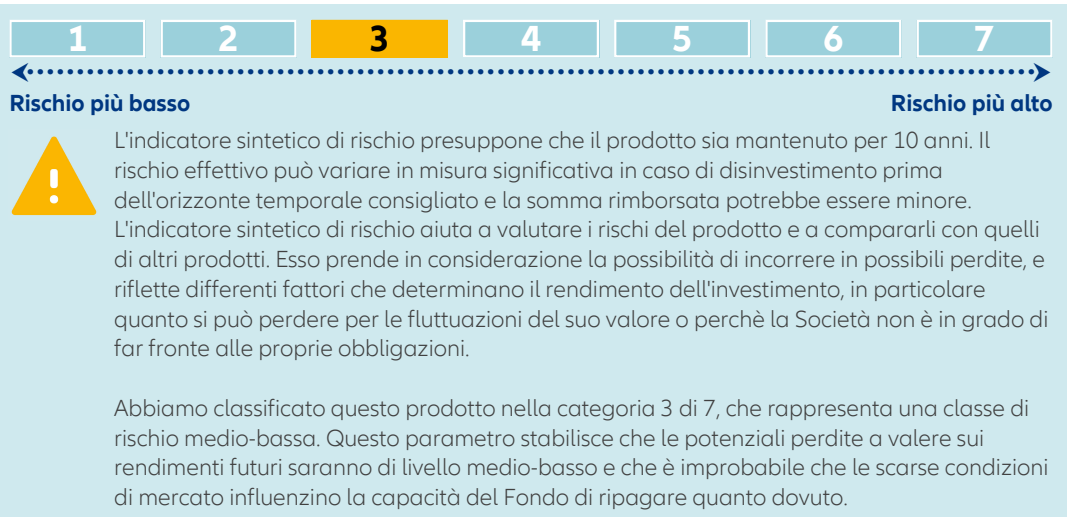 1 2 3 4 5 6 7
Rischio più basso Rischio più alto
L'indicatore sintetico di rischio presuppone che il prodotto sia mantenuto per 10 anni. Il
rischio effettivo può variare in misura significativa in caso di disinvestimento prima
dell'orizzonte temporale consigliato e la somma rimborsata potrebbe essere minore.
L'indicatore sintetico di rischio aiuta a valutare i rischi del prodotto e a compararli con quelli
di altri prodotti. Esso prende in considerazione la possibilità di incorrere in possibili perdite, e
riflette differenti fattori che determinano il rendimento dell'investimento, in particolare
quanto si può perdere per le fluttuazioni del suo valore o perchè la Società non è in grado di
far fronte alle proprie obbligazioni.
Abbiamo classificato questo prodotto nella categoria 3 di 7, che rappresenta una classe di
rischio medio-bassa. Questo parametro stabilisce che le potenziali perdite a valere sui
rendimenti futuri saranno di livello medio-basso e che è improbabile che le scarse condizioni
di mercato influenzino la capacità del Fondo di ripagare quanto dovuto.